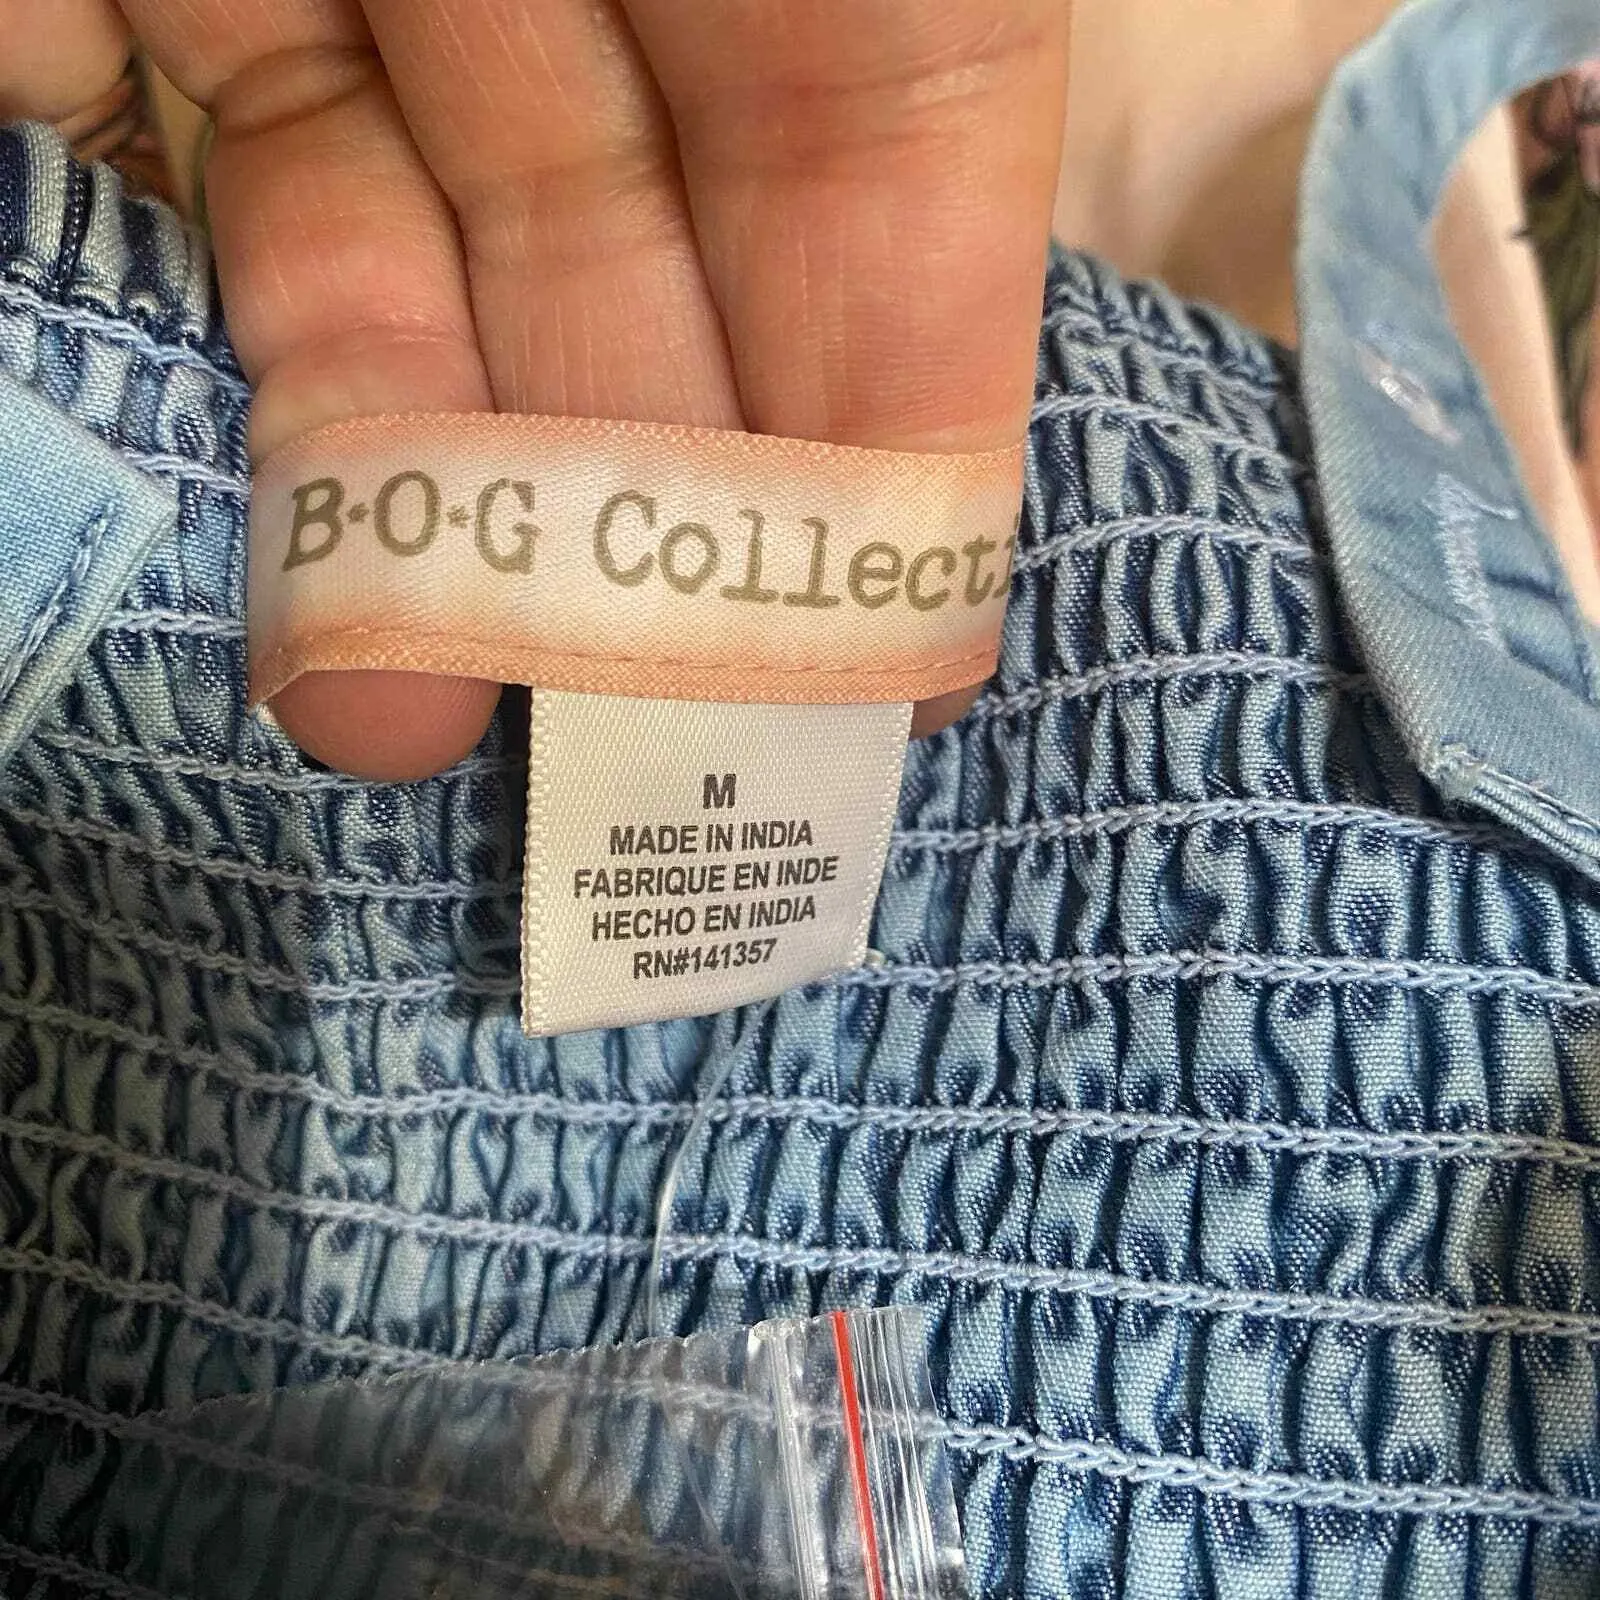 B*O*G Collecti
M
MADE IN INDIA
FABRIQUE EN INDE
HECHO EN INDIA
RN#141357